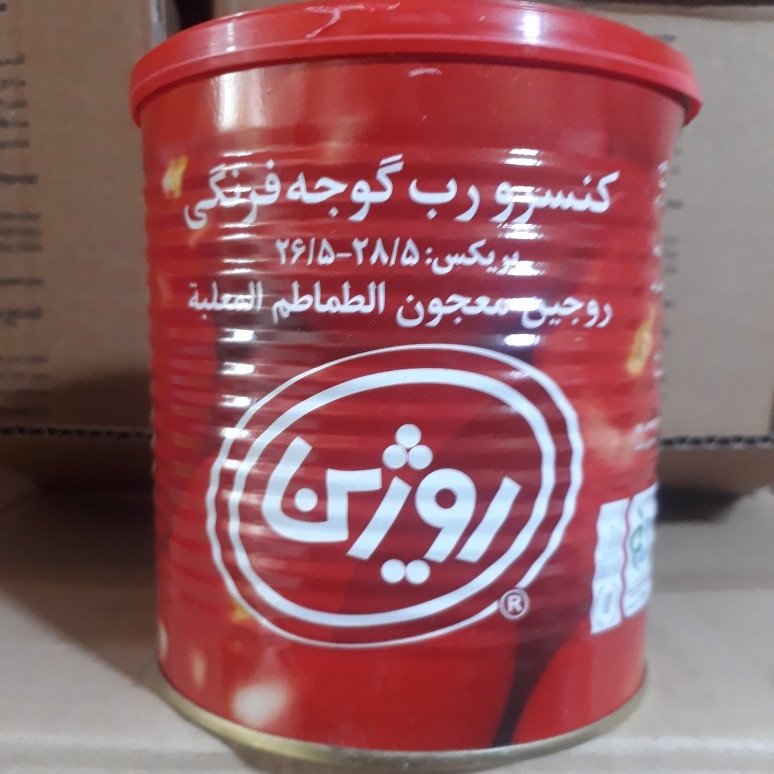 کنسرو رب گوجه فرنگی
بریکس: ۲۸/۵-۲۶/۵
روجین معجون الطماطم المعلبة
روژین
®